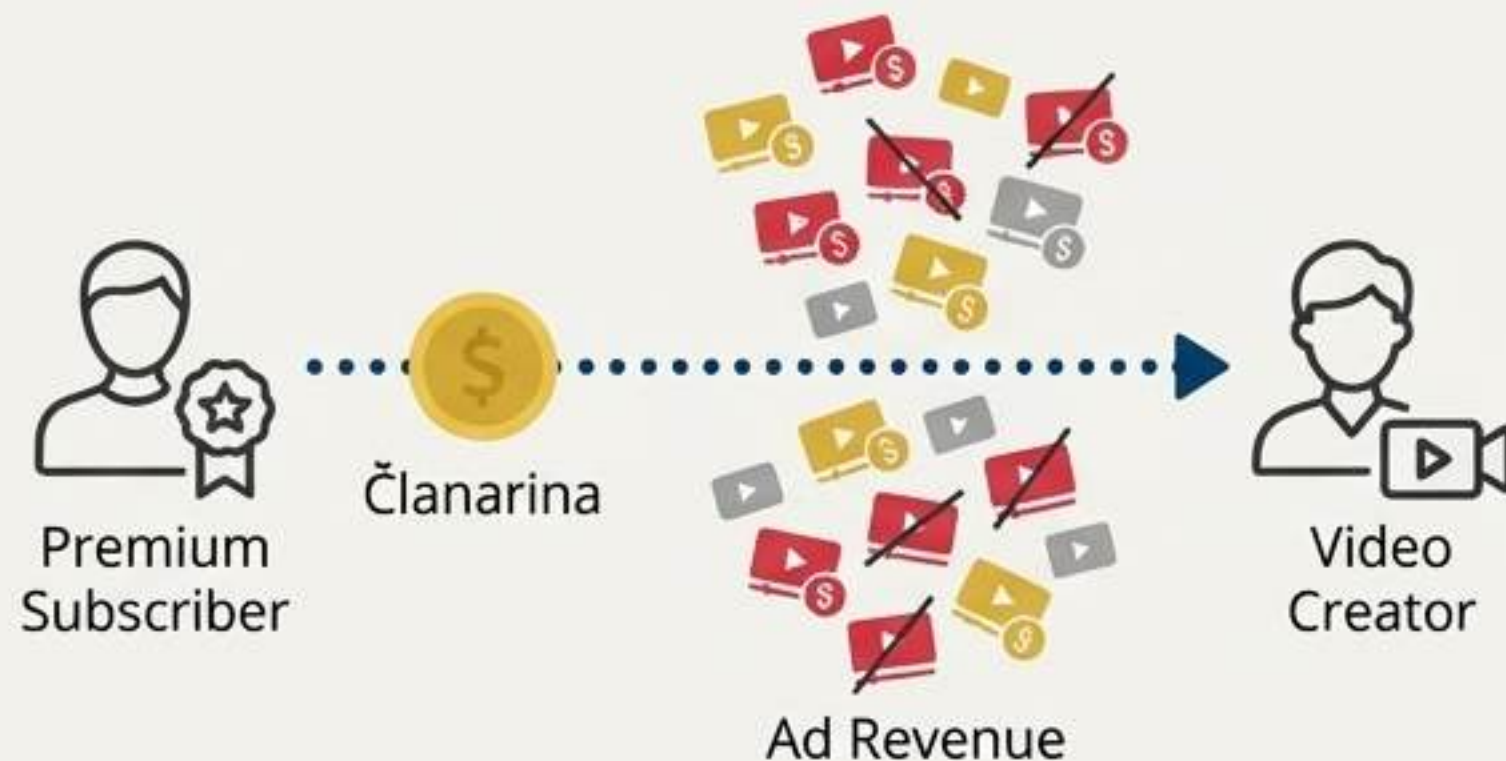 Premium
Subscriber
Članarina
Ad Revenue
Video
Creator